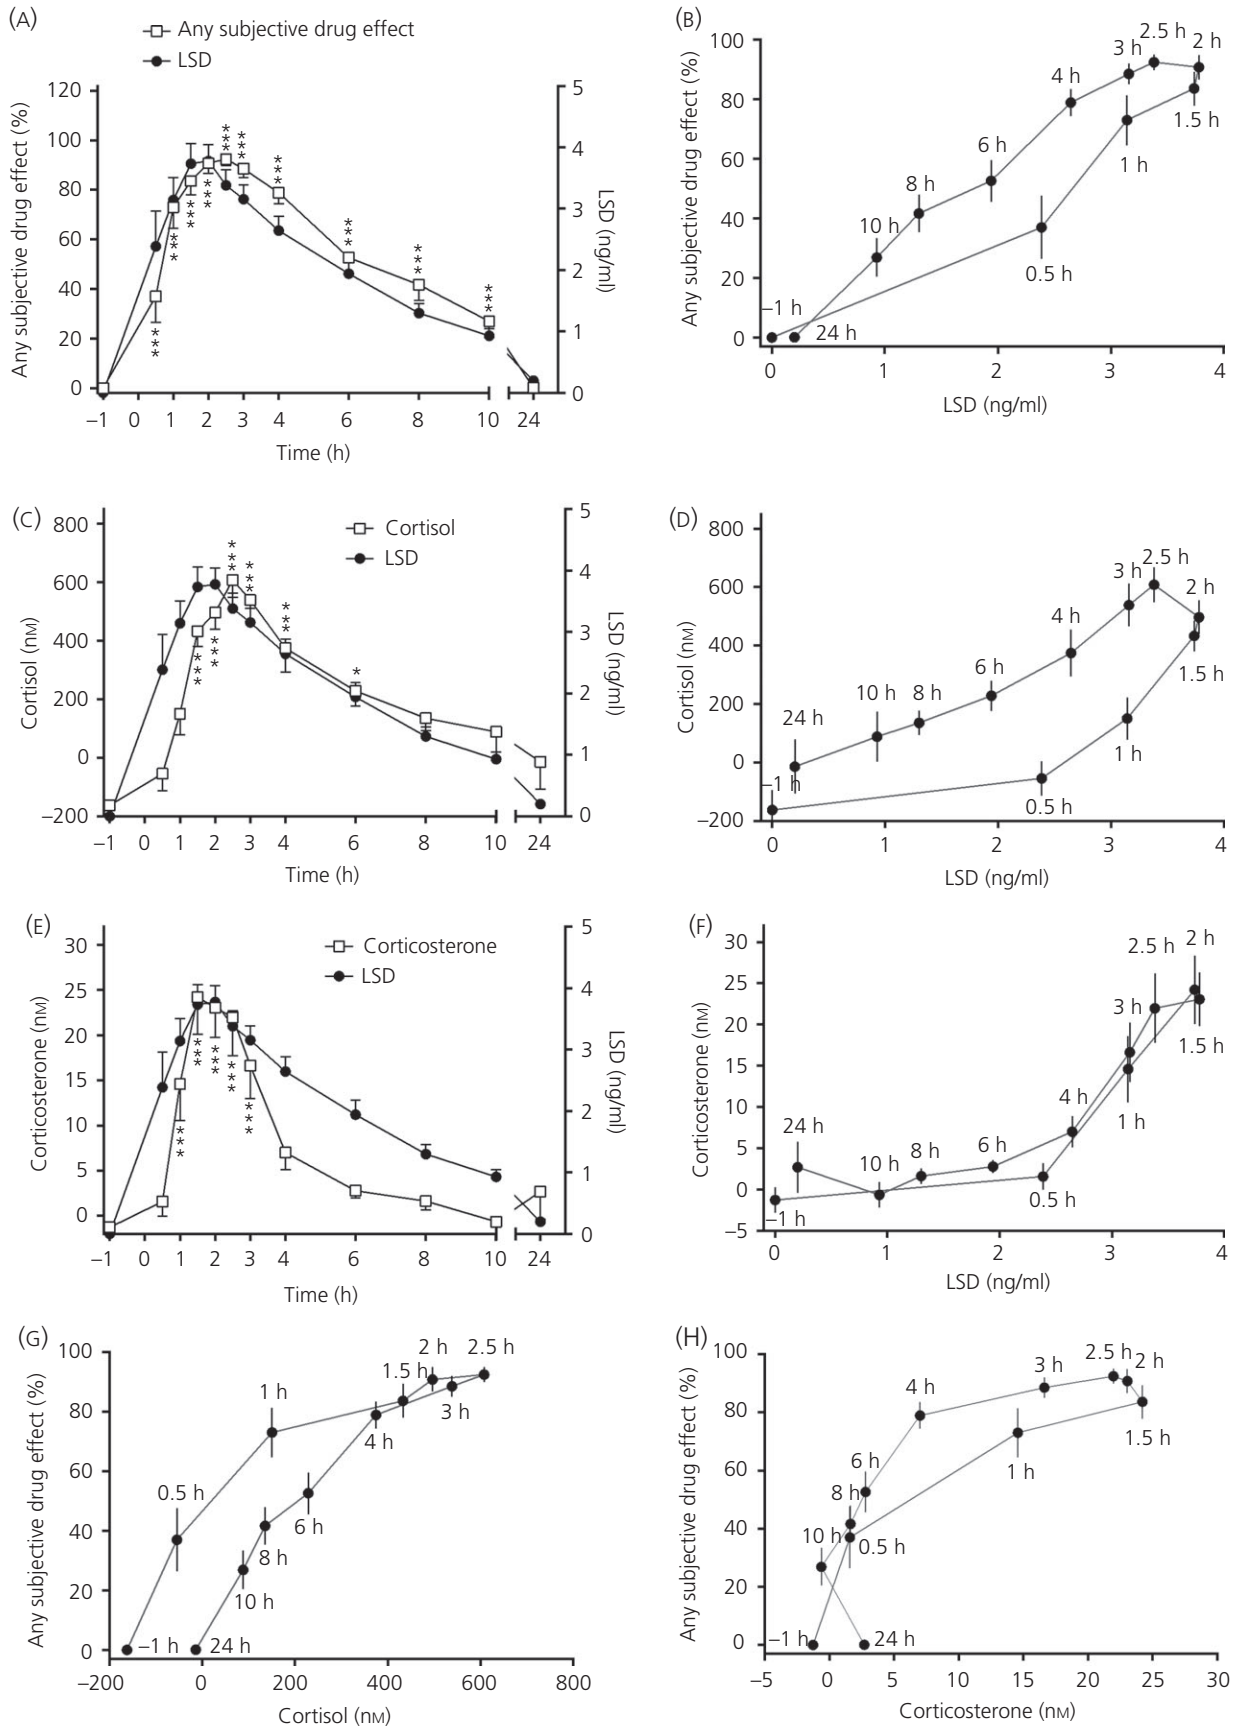 (A)
Any subjective drug effect
LSD
Any subjective drug effect (%)
120
100
80
60
40
20
0
5
4
3
2
1
0
LSD (ng/ml)
*** *** *** *** *** *** *** *** *** ***
–1 0 1 2 3 4 6 8 10 24
Time (h)
(B)
Any subjective drug effect (%)
100
80
60
40
20
0
2.5 h
2 h
3 h
4 h
1.5 h
6 h
1 h
8 h
10 h
0.5 h
–1 h
24 h
0 1 2 3 4
LSD (ng/ml)
(C)
Cortisol
LSD
Cortisol (nM)
800
600
400
200
0
–200
5
4
3
2
1
0
LSD (ng/ml)
*** *** *** *** *** *
–1 0 1 2 3 4 6 8 10 24
Time (h)
(D)
Cortisol (nM)
800
600
400
200
0
–200
2.5 h
3 h
2 h
4 h
6 h
1.5 h
10 h
8 h
24 h
1 h
–1 h
0.5 h
0 1 2 3 4
LSD (ng/ml)
(E)
Corticosterone
LSD
Corticosterone (nM)
30
25
20
15
10
5
0
5
4
3
2
1
0
LSD (ng/ml)
*** *** *** *** ***
–1 0 1 2 3 4 6 8 10 24
Time (h)
(F)
Corticosterone (nM)
30
25
20
15
10
5
0
–5
2.5 h
2 h
3 h
1.5 h
4 h
1 h
24 h
10 h
8 h
6 h
0.5 h
–1 h
0 1 2 3 4
LSD (ng/ml)
(G)
Any subjective drug effect (%)
100
80
60
40
20
0
2 h
2.5 h
1.5 h
1 h
3 h
4 h
0.5 h
6 h
8 h
10 h
–1 h
24 h
–200 0 200 400 600 800
Cortisol (nM)
(H)
Any subjective drug effect (%)
100
80
60
40
20
0
2.5 h
2 h
3 h
4 h
1.5 h
6 h
1 h
8 h
10 h
0.5 h
–1 h
24 h
–5 0 5 10 15 20 25 30
Corticosterone (nM)